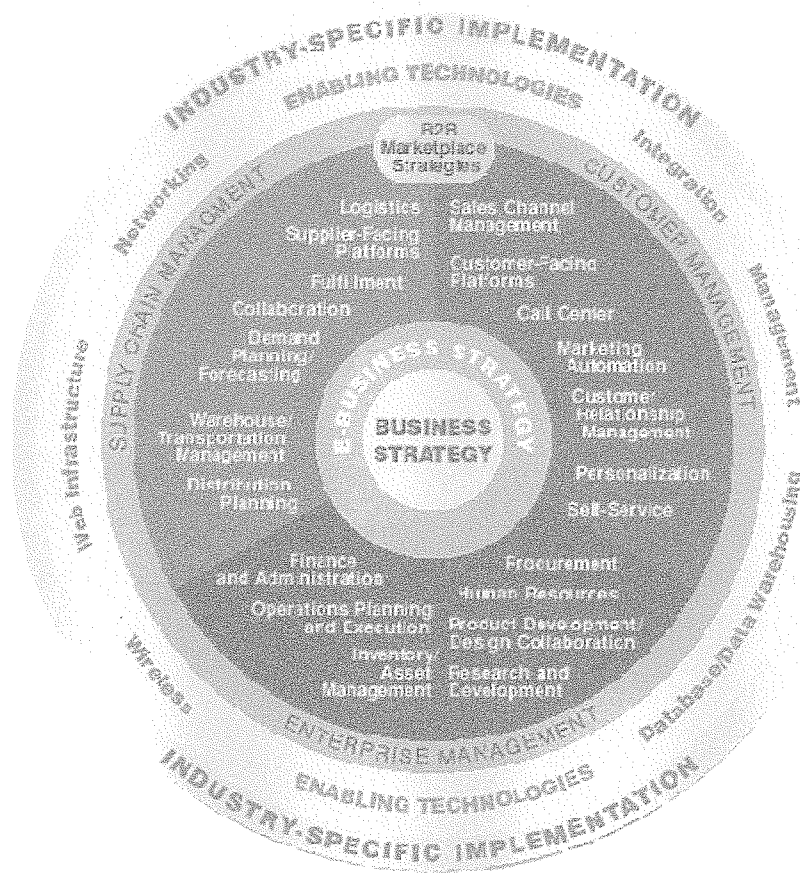 INDUSTRY-SPECIFIC IMPLEMENTATION
ENABLING TECHNOLOGIES
Networking
Integration
Management
Web Infrastructure
Wireless
Database/Data Warehousing
SUPPLY CHAIN MANAGMENT
CUSTOMER MANAGEMENT
B2B
Marketplace
Strategies
Logistics
Supplier-Facing
Platforms
Fulfillment
Collaboration
Demand
Planning/
Forecasting
Warehouse/
Transportation
Management
Distribution
Planning
Sales Channel
Management
Customer-Facing
Platforms
Call Center
Marketing
Automation
Customer
Relationship
Management
Personalization
Self-Service
E-BUSINESS STRATEGY
BUSINESS
STRATEGY
Finance
and Administration
Operations Planning
and Execution
Inventory/
Asset
Management
Procurement
Human Resources
Product Development/
Design Collaboration
Research and
Development
ENTERPRISE MANAGEMENT
ENABLING TECHNOLOGIES
INDUSTRY-SPECIFIC IMPLEMENTATION